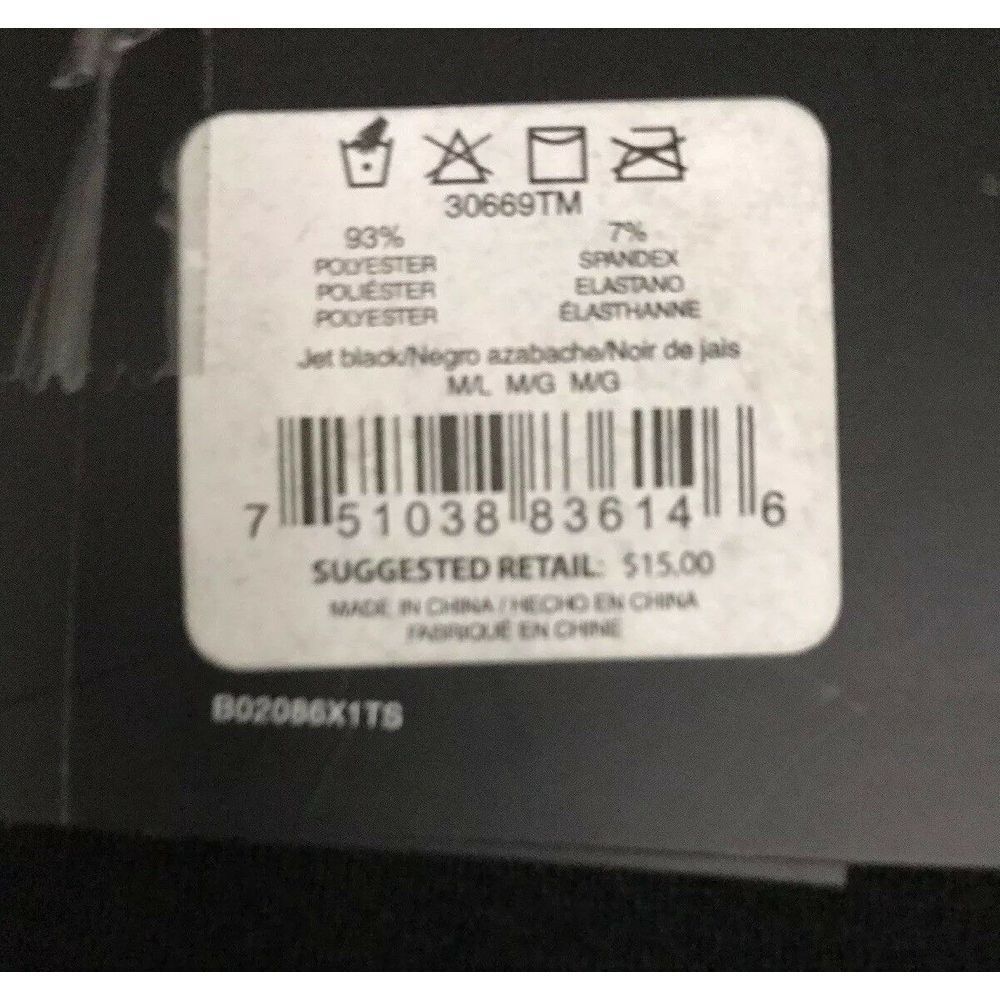 30669TM
93% 7%
POLYESTER SPANDEX
POLIÉSTER ELASTANO
POLYESTER ÉLASTHANNE
Jet black/Negro azabache/Noir de jais
M/L M/G M/G
7 51038 83614 6
SUGGESTED RETAIL: $15.00
MADE IN CHINA / HECHO EN CHINA
FABRIQUÉ EN CHINE
B02086X1TS